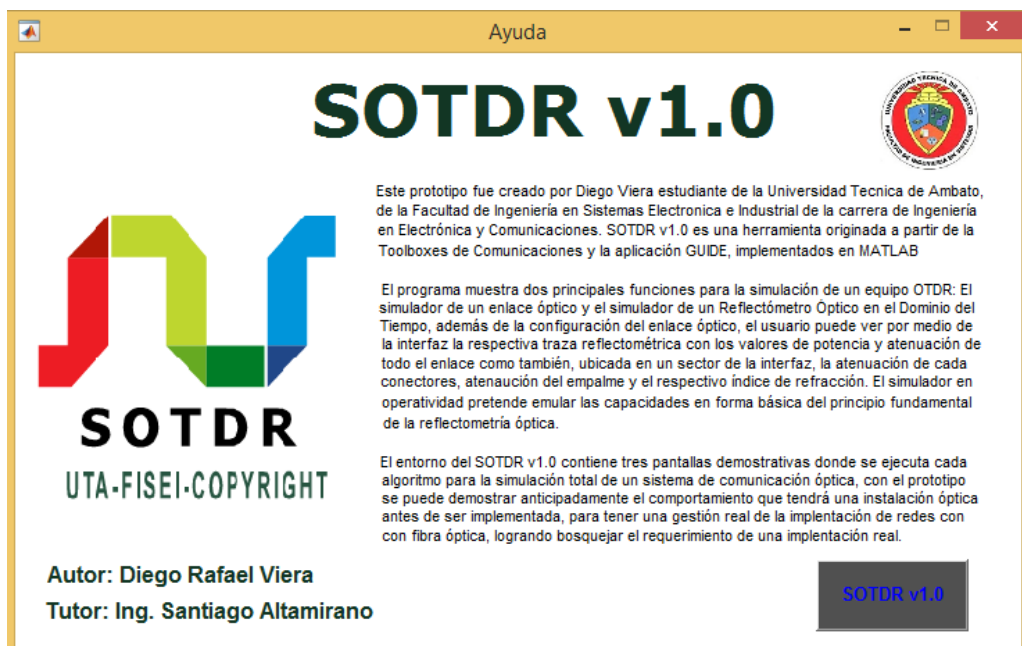 Ayuda
SOTDR v1.0
UNIVERSIDAD TECNICA DE AMBATO
FACULTAD DE INGENIERIA EN SISTEMAS
Este prototipo fue creado por Diego Viera estudiante de la Universidad Tecnica de Ambato,
de la Facultad de Ingeniería en Sistemas Electronica e Industrial de la carrera de Ingeniería
en Electrónica y Comunicaciones. SOTDR v1.0 es una herramienta originada a partir de la
Toolboxes de Comunicaciones y la aplicación GUIDE, implementados en MATLAB
El programa muestra dos principales funciones para la simulación de un equipo OTDR: El
simulador de un enlace óptico y el simulador de un Reflectómetro Óptico en el Dominio del
Tiempo, además de la configuración del enlace óptico, el usuario puede ver por medio de
la interfaz la respectiva traza reflectométrica con los valores de potencia y atenuación de
todo el enlace como también, ubicada en un sector de la interfaz, la atenuación de cada
conectores, atenaución del empalme y el respectivo índice de refracción. El simulador en
operatividad pretende emular las capacidades en forma básica del principio fundamental
de la reflectometría óptica.
El entorno del SOTDR v1.0 contiene tres pantallas demostrativas donde se ejecuta cada
algoritmo para la simulación total de un sistema de comunicación óptica, con el prototipo
se puede demostrar anticipadamente el comportamiento que tendrá una instalación óptica
antes de ser implementada, para tener una gestión real de la implentación de redes con
con fibra óptica, logrando bosquejar el requerimiento de una implentación real.
SOTDR
UTA-FISEI-COPYRIGHT
Autor: Diego Rafael Viera
Tutor: Ing. Santiago Altamirano
SOTDR v1.0